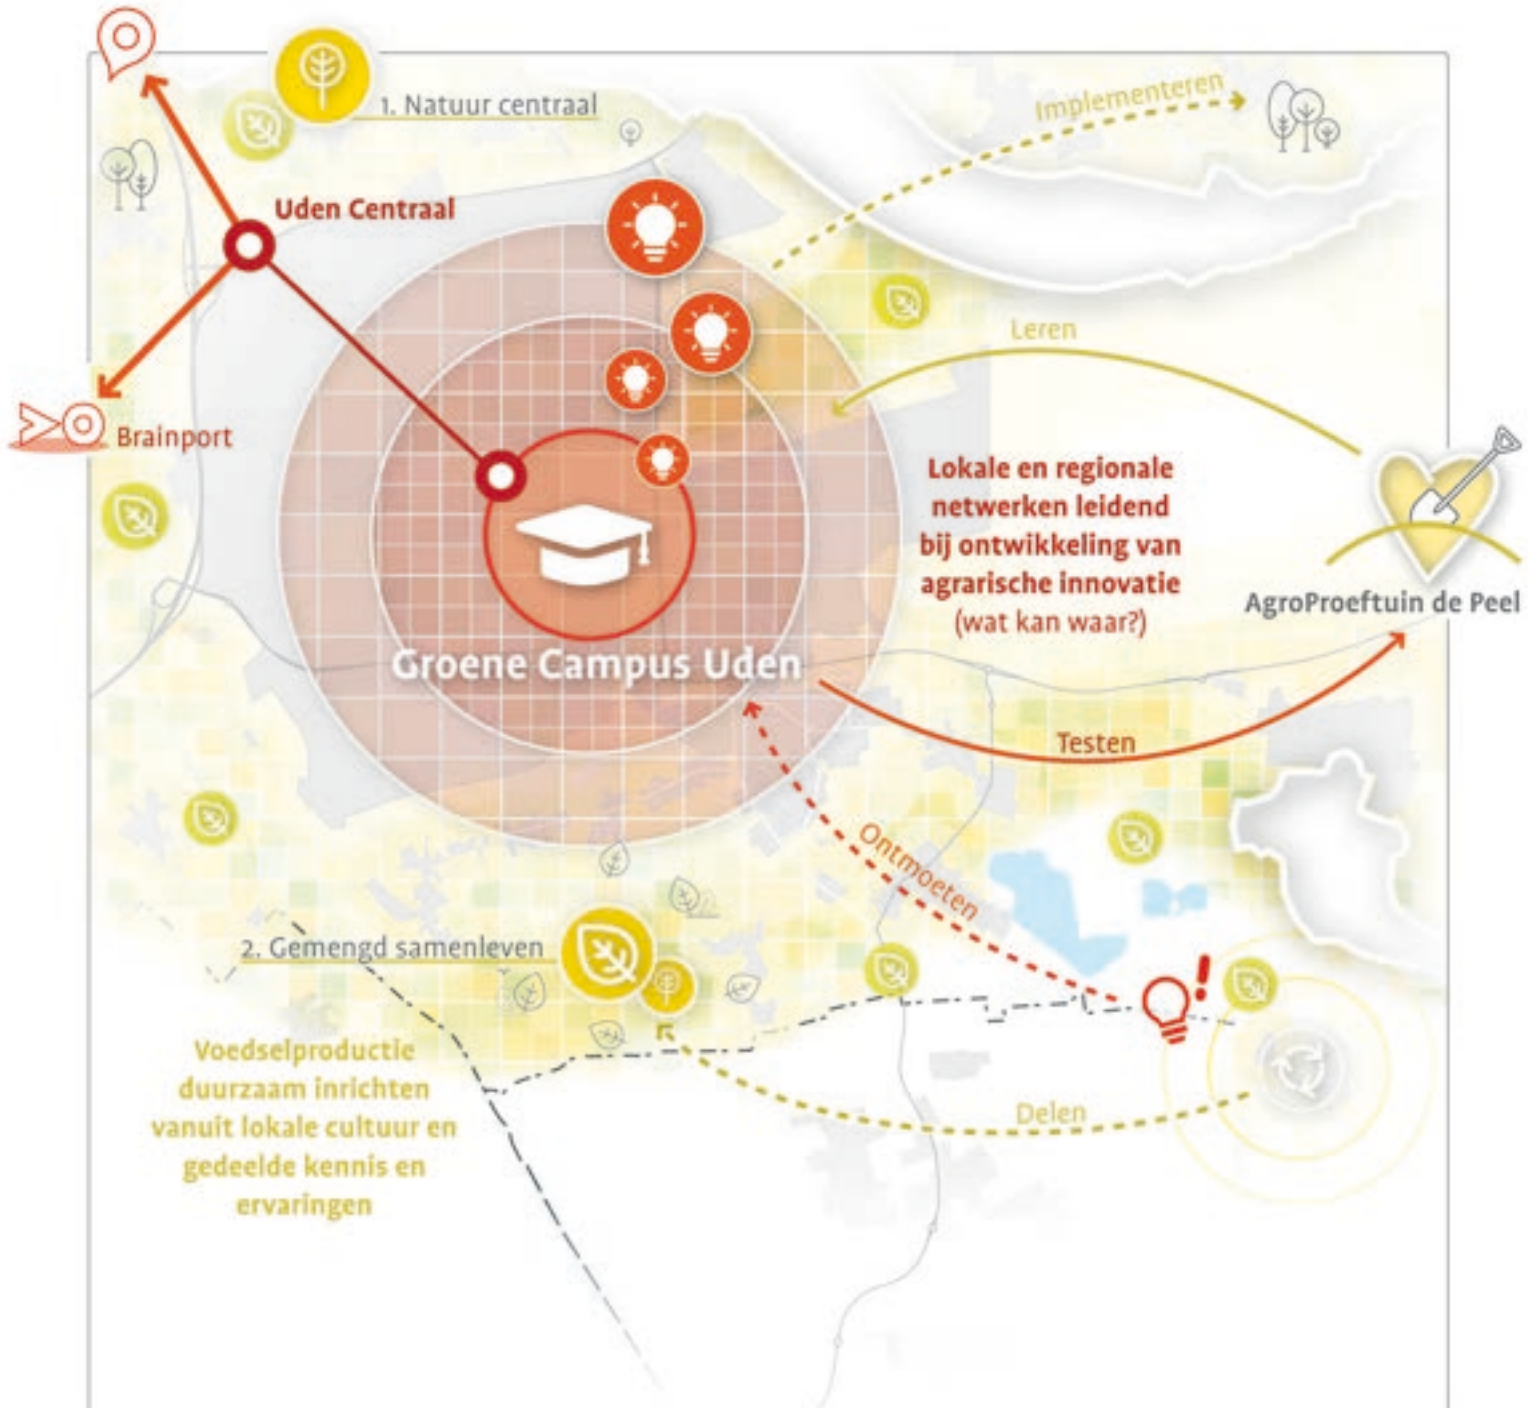 Implementeren
1. Natuur centraal
Uden Centraal
Leren
Brainport
Lokale en regionale
netwerken leidend
bij ontwikkeling van
agrarische innovatie
(wat kan waar?)
AgroProeftuin de Peel
Groene Campus Uden
Testen
Ontmoeten
2. Gemengd samenleven
Voedselproductie
duurzaam inrichten
vanuit lokale cultuur en
gedeelde kennis en
ervaringen
Delen